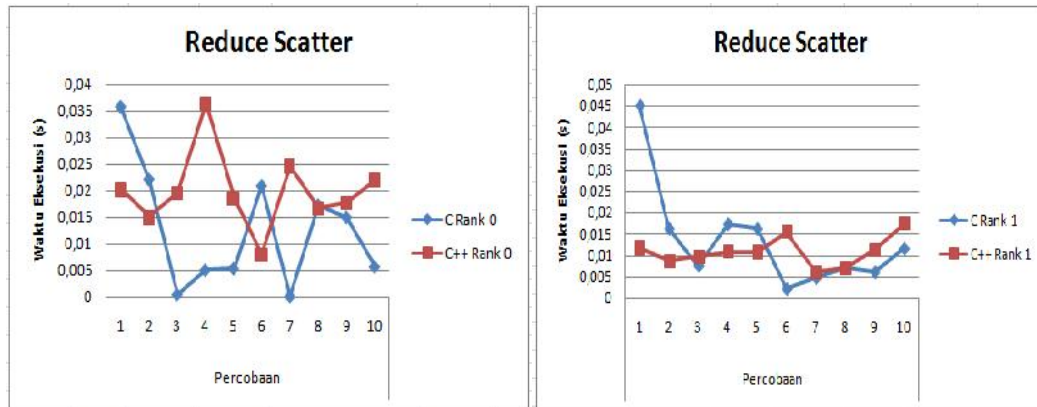 Reduce Scatter
Waktu Eksekusi (s)
0,04
0,035
0,03
0,025
0,02
0,015
0,01
0,005
0
1 2 3 4 5 6 7 8 9 10
Percobaan
C Rank 0
C++ Rank 0
Reduce Scatter
Waktu Eksekusi (s)
0,05
0,045
0,04
0,035
0,03
0,025
0,02
0,015
0,01
0,005
0
1 2 3 4 5 6 7 8 9 10
Percobaan
C Rank 1
C++ Rank 1